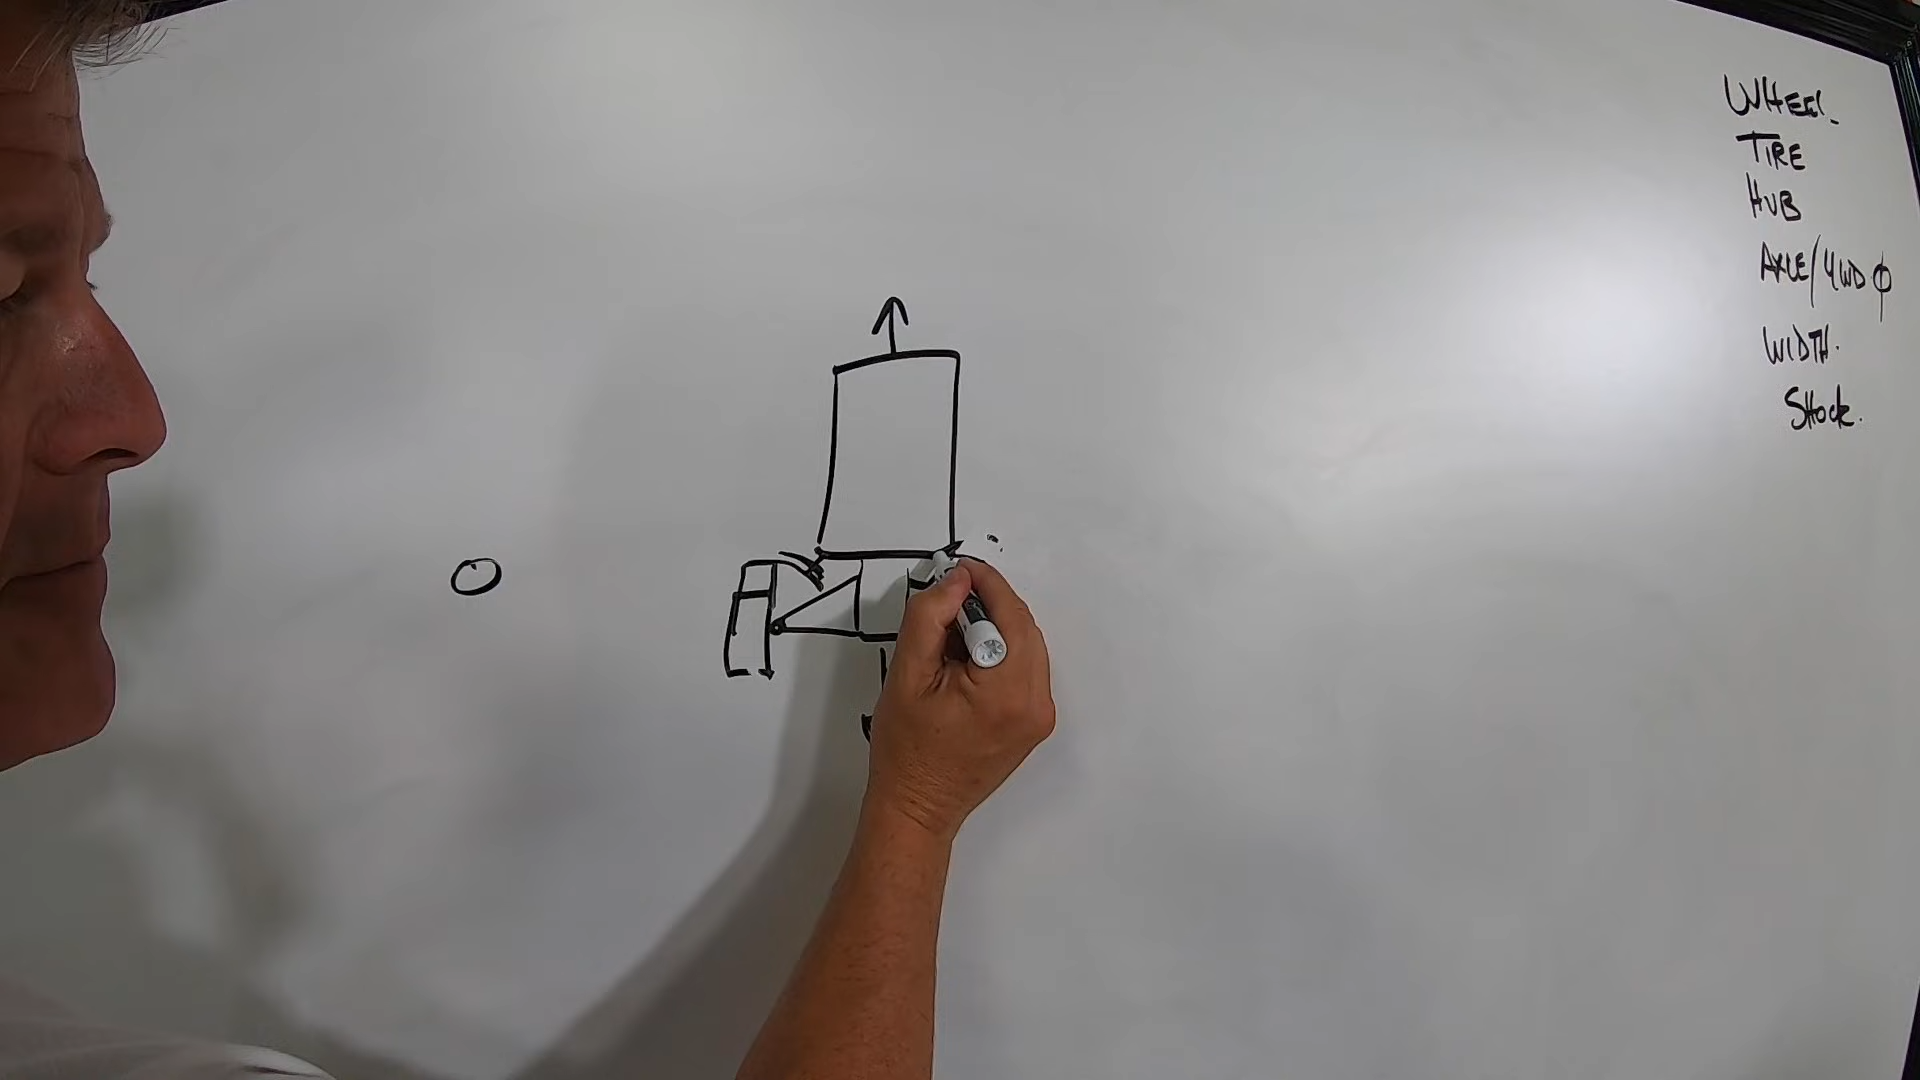 WHEEL
TIRE
HUB
AXLE/4WD φ
WIDTH.
SHOCK.